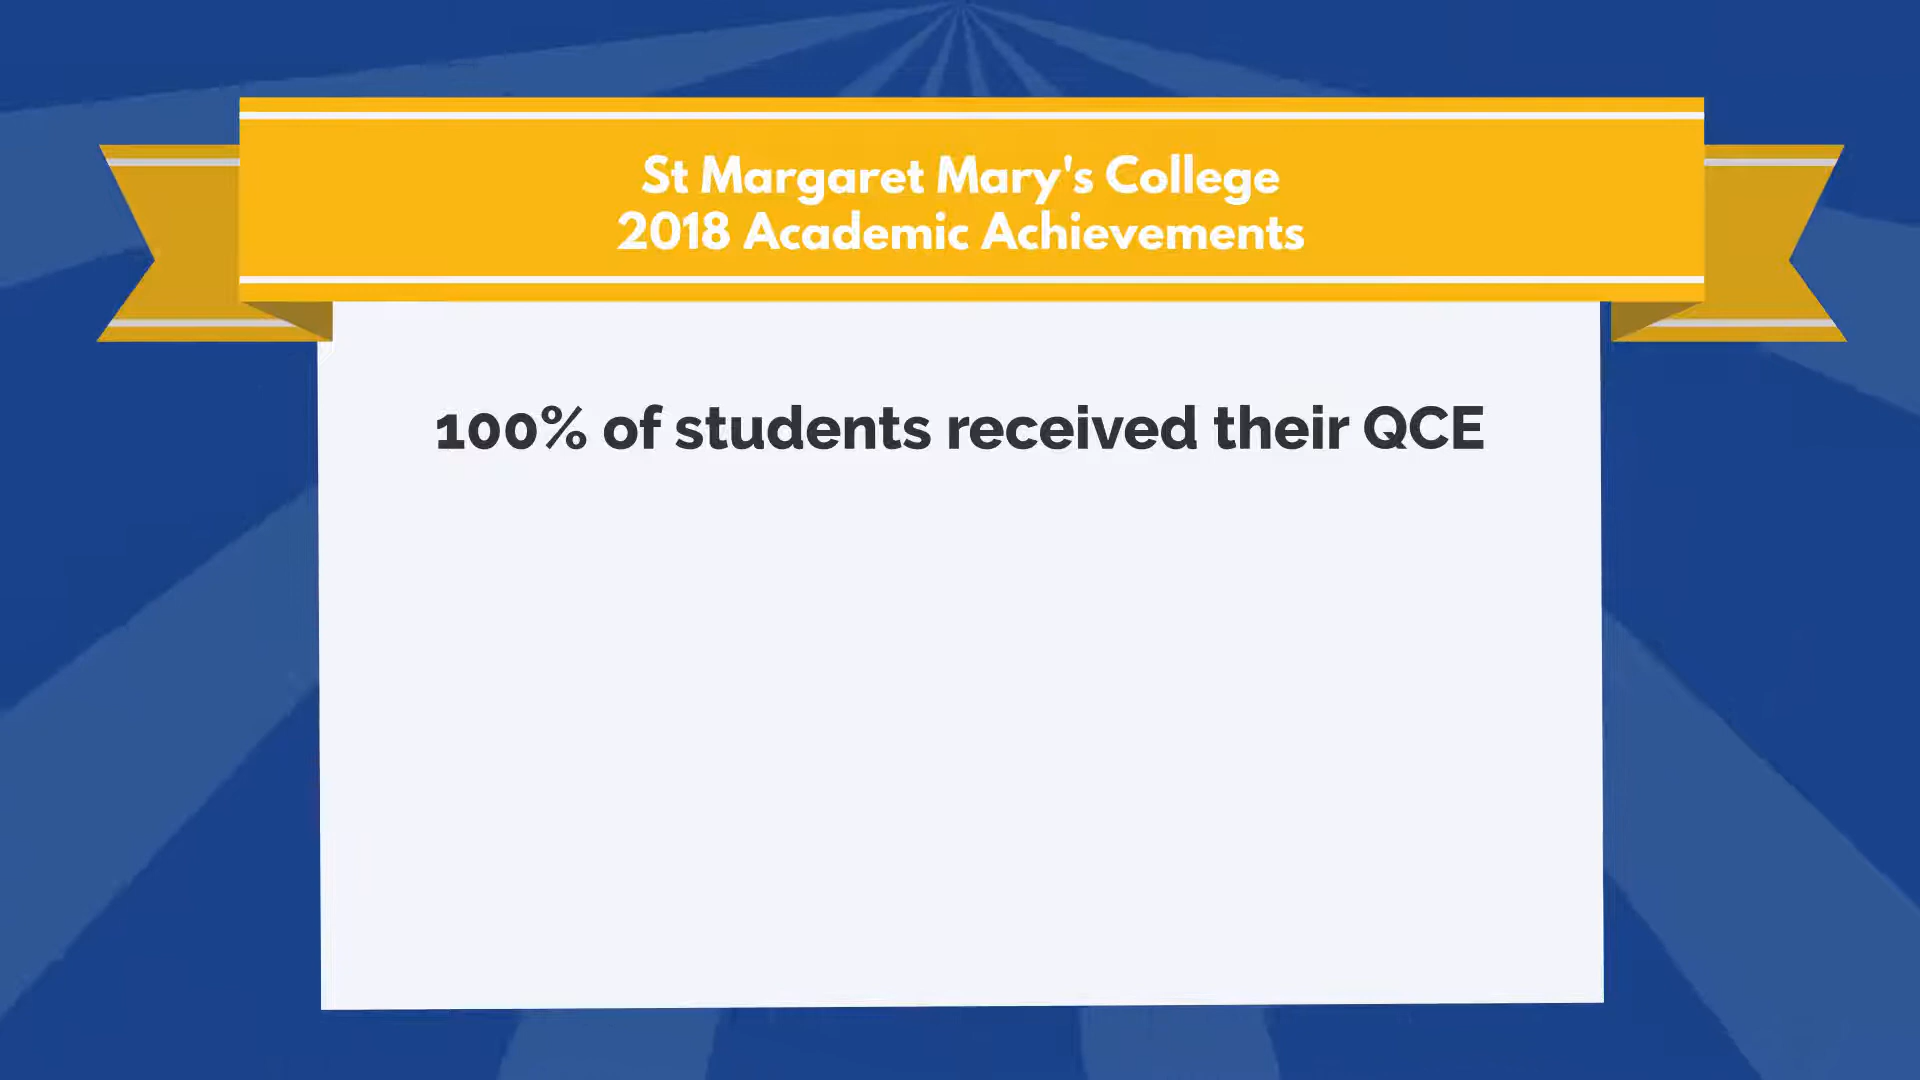 St Margaret Mary's College
2018 Academic Achievements
100% of students received their QCE